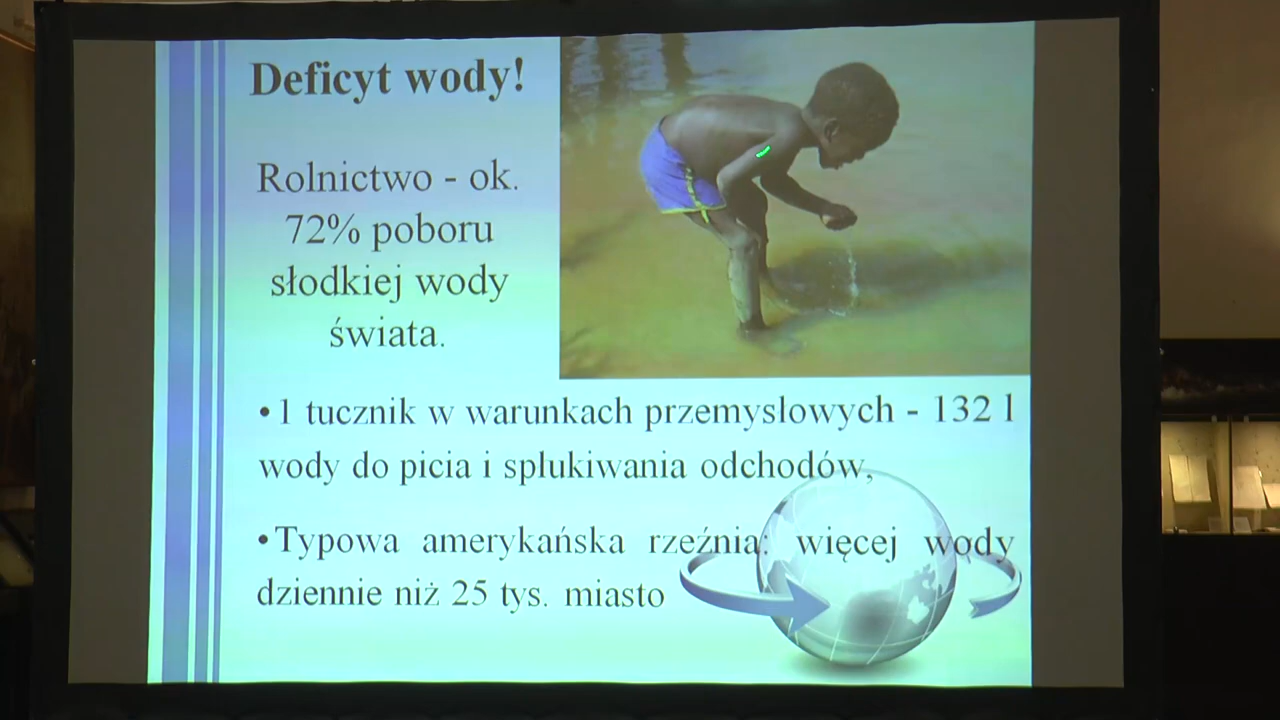 Deficyt wody!
Rolnictwo - ok.
72% poboru
słodkiej wody
świata.
•1 tucznik w warunkach przemysłowych - 132 l
wody do picia i spłukiwania odchodów,
•Typowa amerykańska rzeźnia: więcej wody
dziennie niż 25 tys. miasto